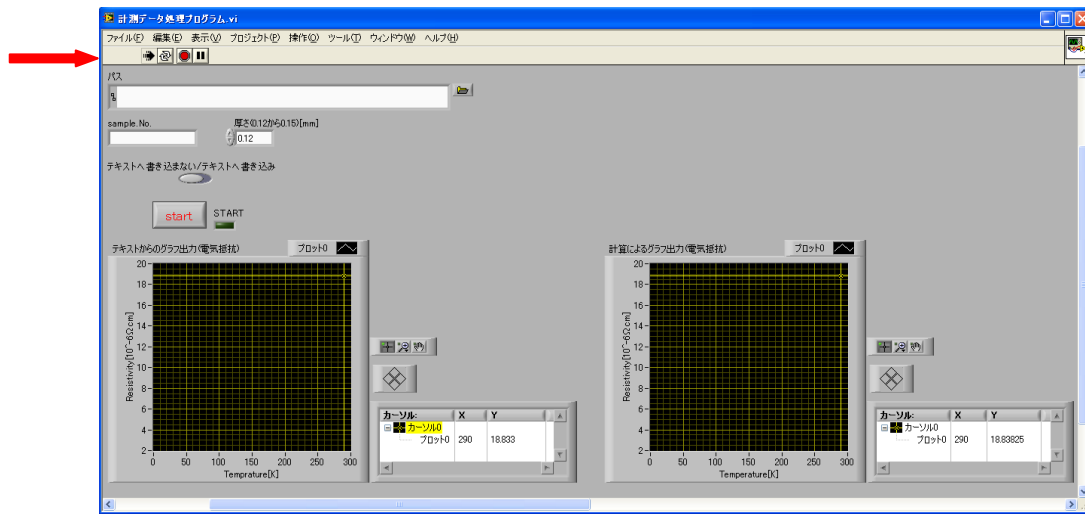 計測データ処理プログラム.vi
ファイル(F) 編集(E) 表示(V) プロジェクト(P) 操作(O) ツール(T) ウィンドウ(W) ヘルプ(H)
パス
sample.No.
厚さ(0.12から0.15)[mm]
0.12
テキストへ書き込まない/テキストへ書き込み
start
START
テキストからのグラフ出力(電気抵抗)
プロット0
Resistivity[10^-6Ωcm]
20
18
16
14
12
10
8
6
4
2
0 50 100 150 200 250 300
Temprature[K]
カーソル: X Y
カーソル0
プロット0 290 18.833
計算によるグラフ出力(電気抵抗)
プロット0
Resistivity[10^-6Ωcm]
20
18
16
14
12
10
8
6
4
2
0 50 100 150 200 250 300
Temperature[K]
カーソル: X Y
カーソル0
プロット0 290 18.83825